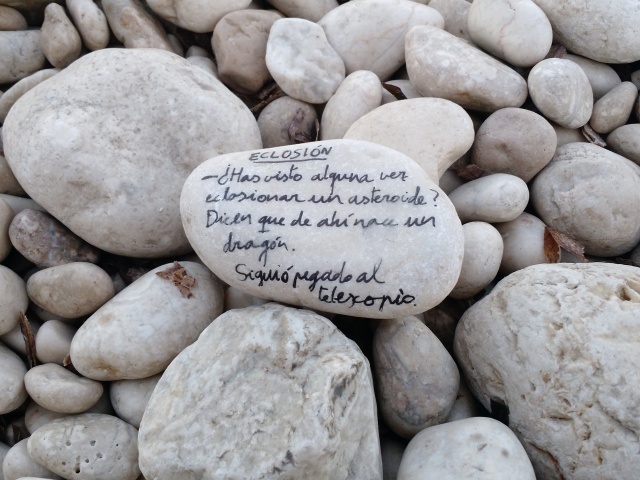 ECLOSIÓN
-¿Has visto alguna vez
eclosionar un asteroide?
Dicen que de ahí nace un
dragón.
Siguió pegado al
telescopio.